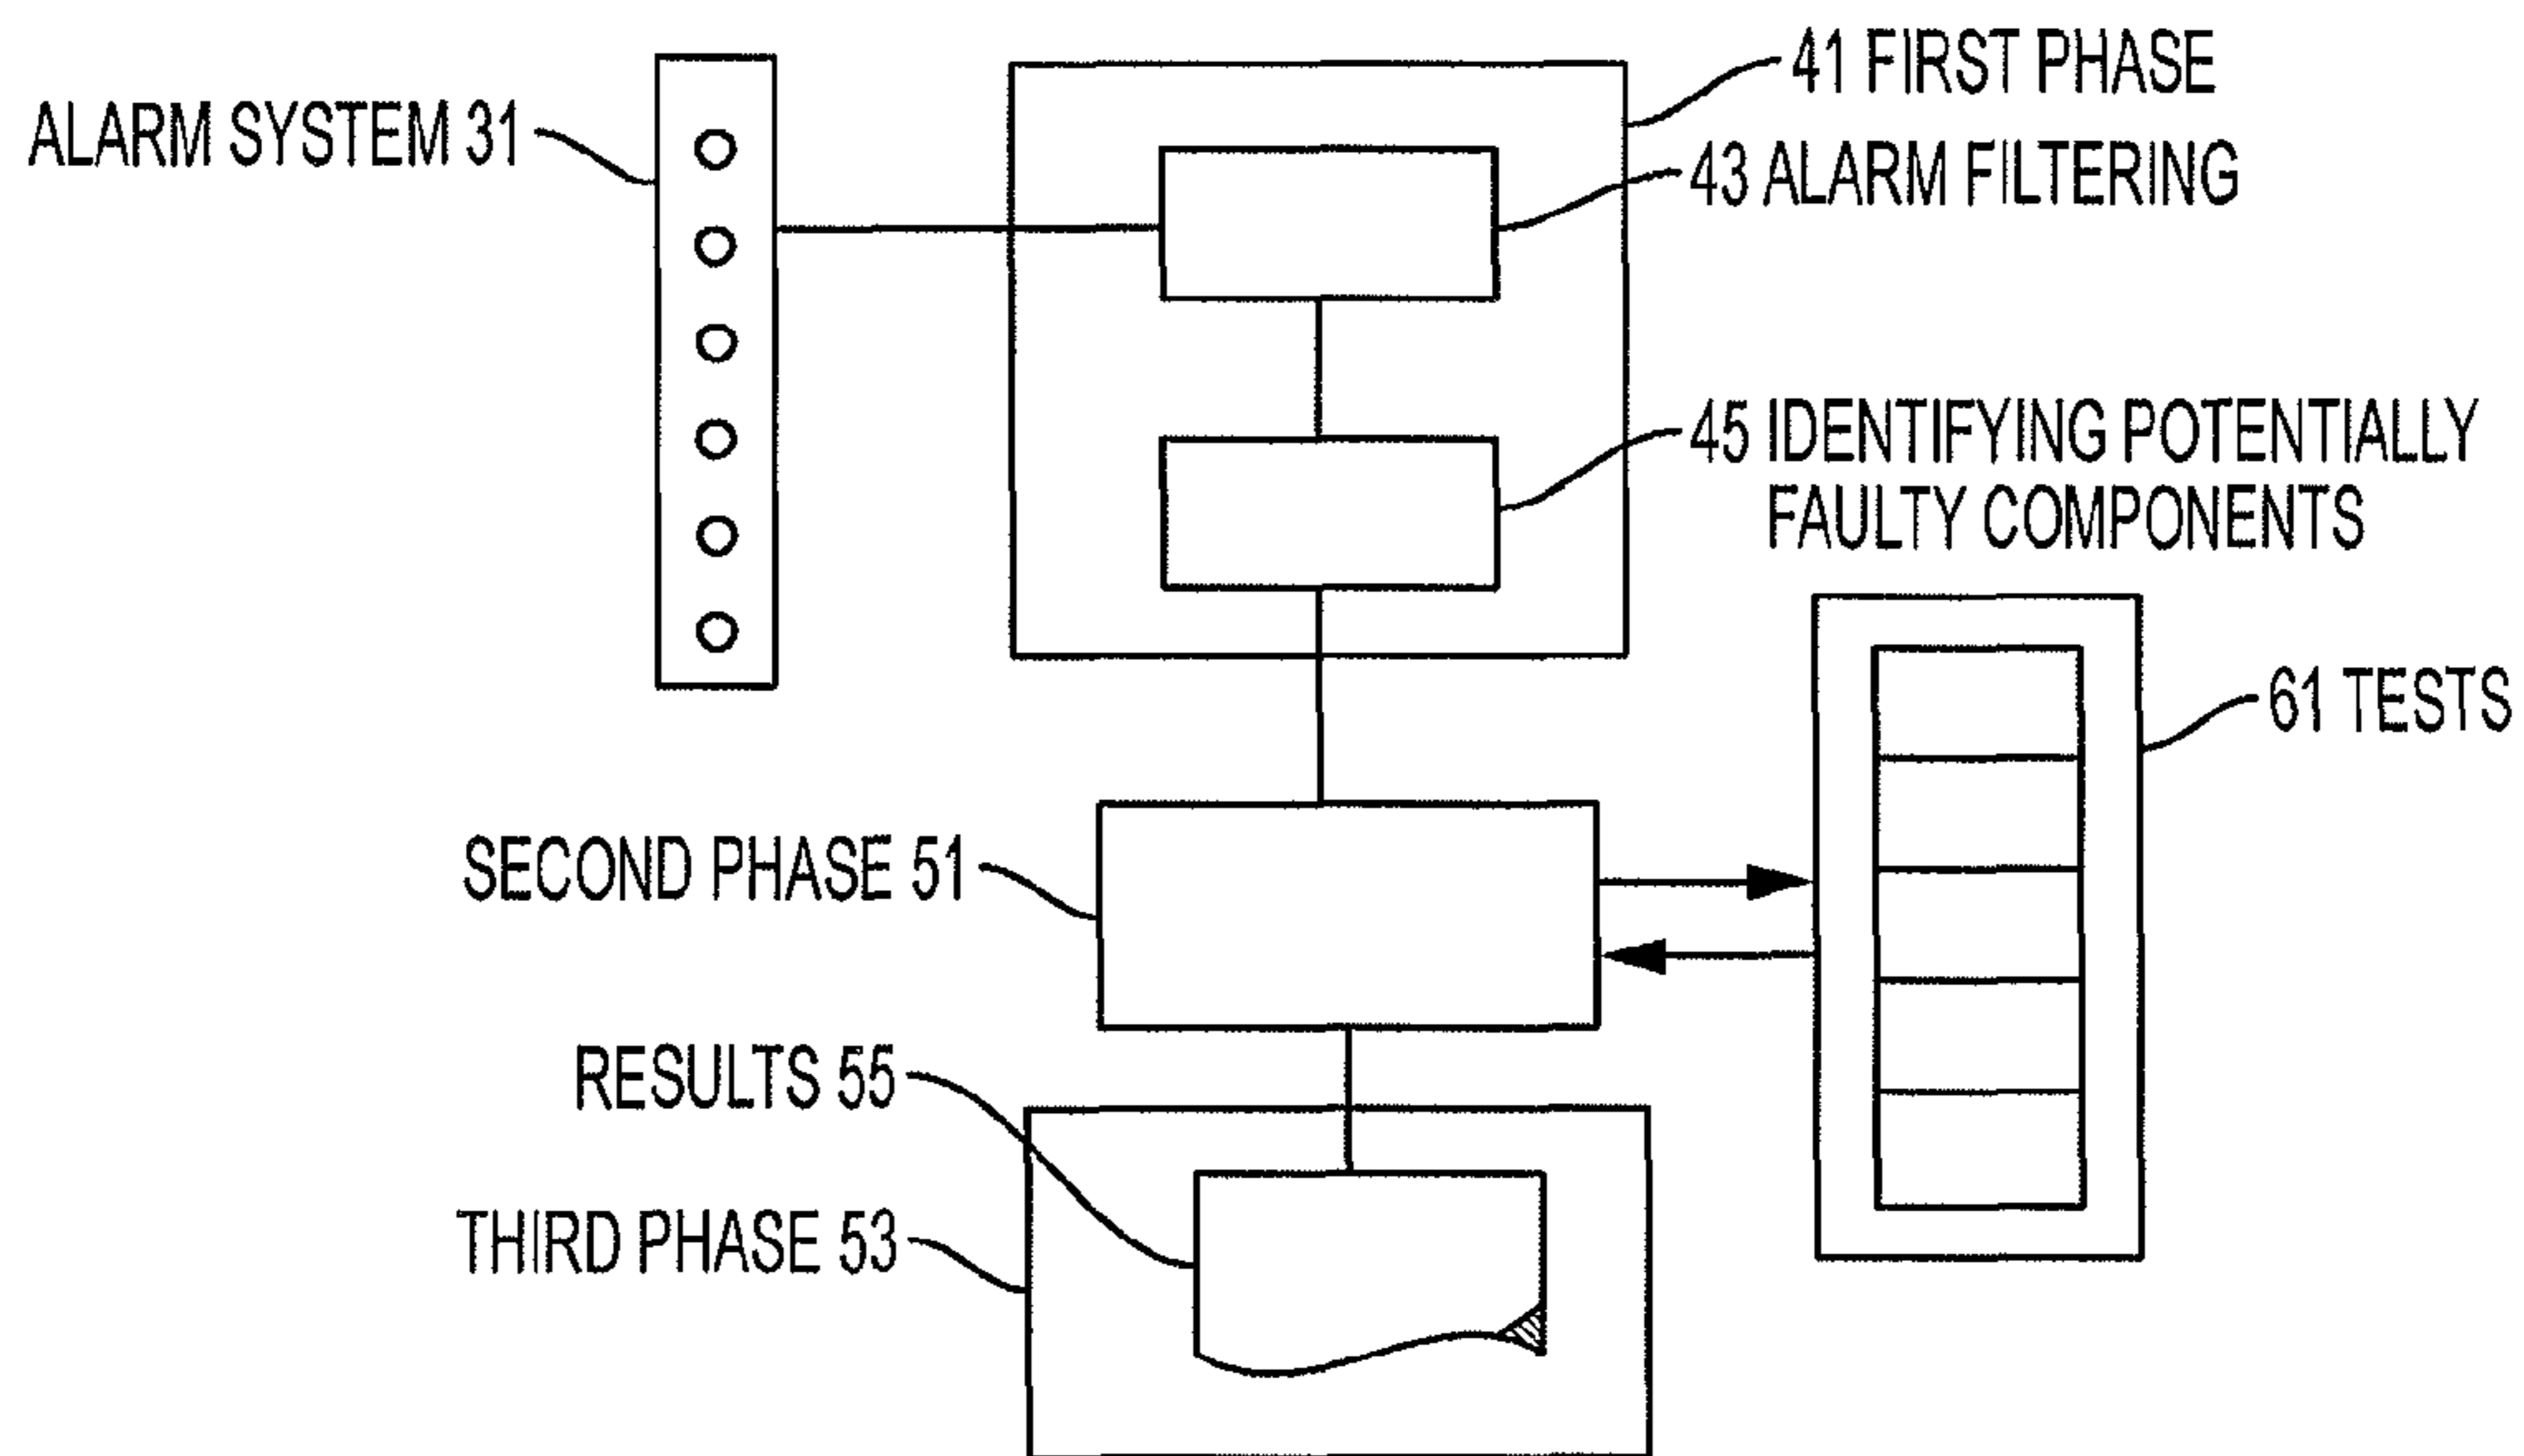 41 FIRST PHASE
ALARM SYSTEM 31
43 ALARM FILTERING
45 IDENTIFYING POTENTIALLY
FAULTY COMPONENTS
61 TESTS
SECOND PHASE 51
RESULTS 55
THIRD PHASE 53